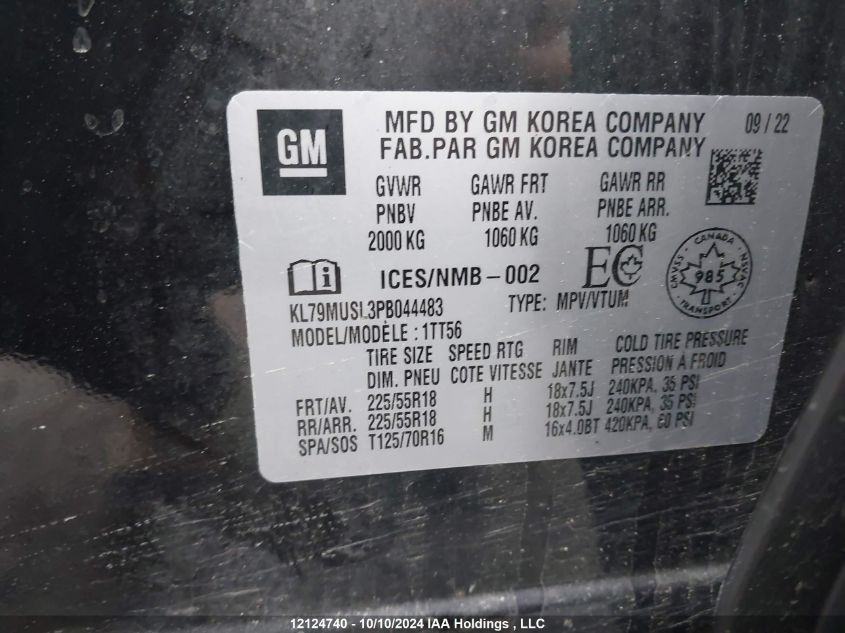 GM
MFD BY GM KOREA COMPANY 09 / 22
FAB.PAR GM KOREA COMPANY
GVWR GAWR FRT GAWR RR
PNBV PNBE AV. PNBE ARR.
2000 KG 1060 KG 1060 KG
i ICES/NMB-002 EC
CANADA CMVSS NSVAC 985 TRANSPORT
KL79MUSL3PB044483 TYPE: MPV/VTUM
MODEL/MODÈLE : 1TT56
TIRE SIZE SPEED RTG RIM COLD TIRE PRESSURE
DIM. PNEU COTE VITESSE JANTE PRESSION À FROID
FRT/AV. 225/55R18 H 18x7.5J 240KPA, 35 PSI
RR/ARR. 225/55R18 H 18x7.5J 240KPA, 35 PSI
SPA/SOS T125/70R16 M 16x4.0BT 420KPA, 60 PSI
12124740 - 10/10/2024 IAA Holdings , LLC